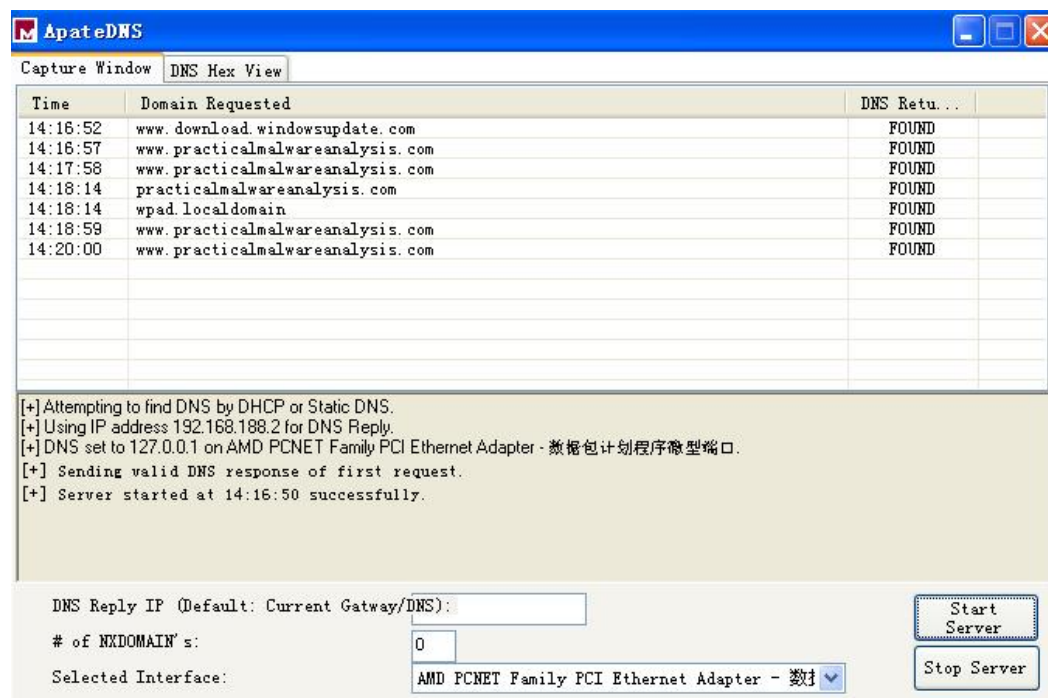 ApateDNS
Capture Window DNS Hex View
Time Domain Requested DNS Retu...
14:16:52 www.download.windowsupdate.com FOUND
14:16:57 www.practicalmalwareanalysis.com FOUND
14:17:58 www.practicalmalwareanalysis.com FOUND
14:18:14 practicalmalwareanalysis.com FOUND
14:18:14 wpad.localdomain FOUND
14:18:59 www.practicalmalwareanalysis.com FOUND
14:20:00 www.practicalmalwareanalysis.com FOUND
[+] Attempting to find DNS by DHCP or Static DNS.
[+] Using IP address 192.168.188.2 for DNS Reply.
[+] DNS set to 127.0.0.1 on AMD PCNET Family PCI Ethernet Adapter - 数据包计划程序微型端口.
[+] Sending valid DNS response of first request.
[+] Server started at 14:16:50 successfully.
DNS Reply IP (Default: Current Gatway/DNS):
# of NXDOMAIN's: 0
Selected Interface: AMD PCNET Family PCI Ethernet Adapter - 数
Start Server
Stop Server